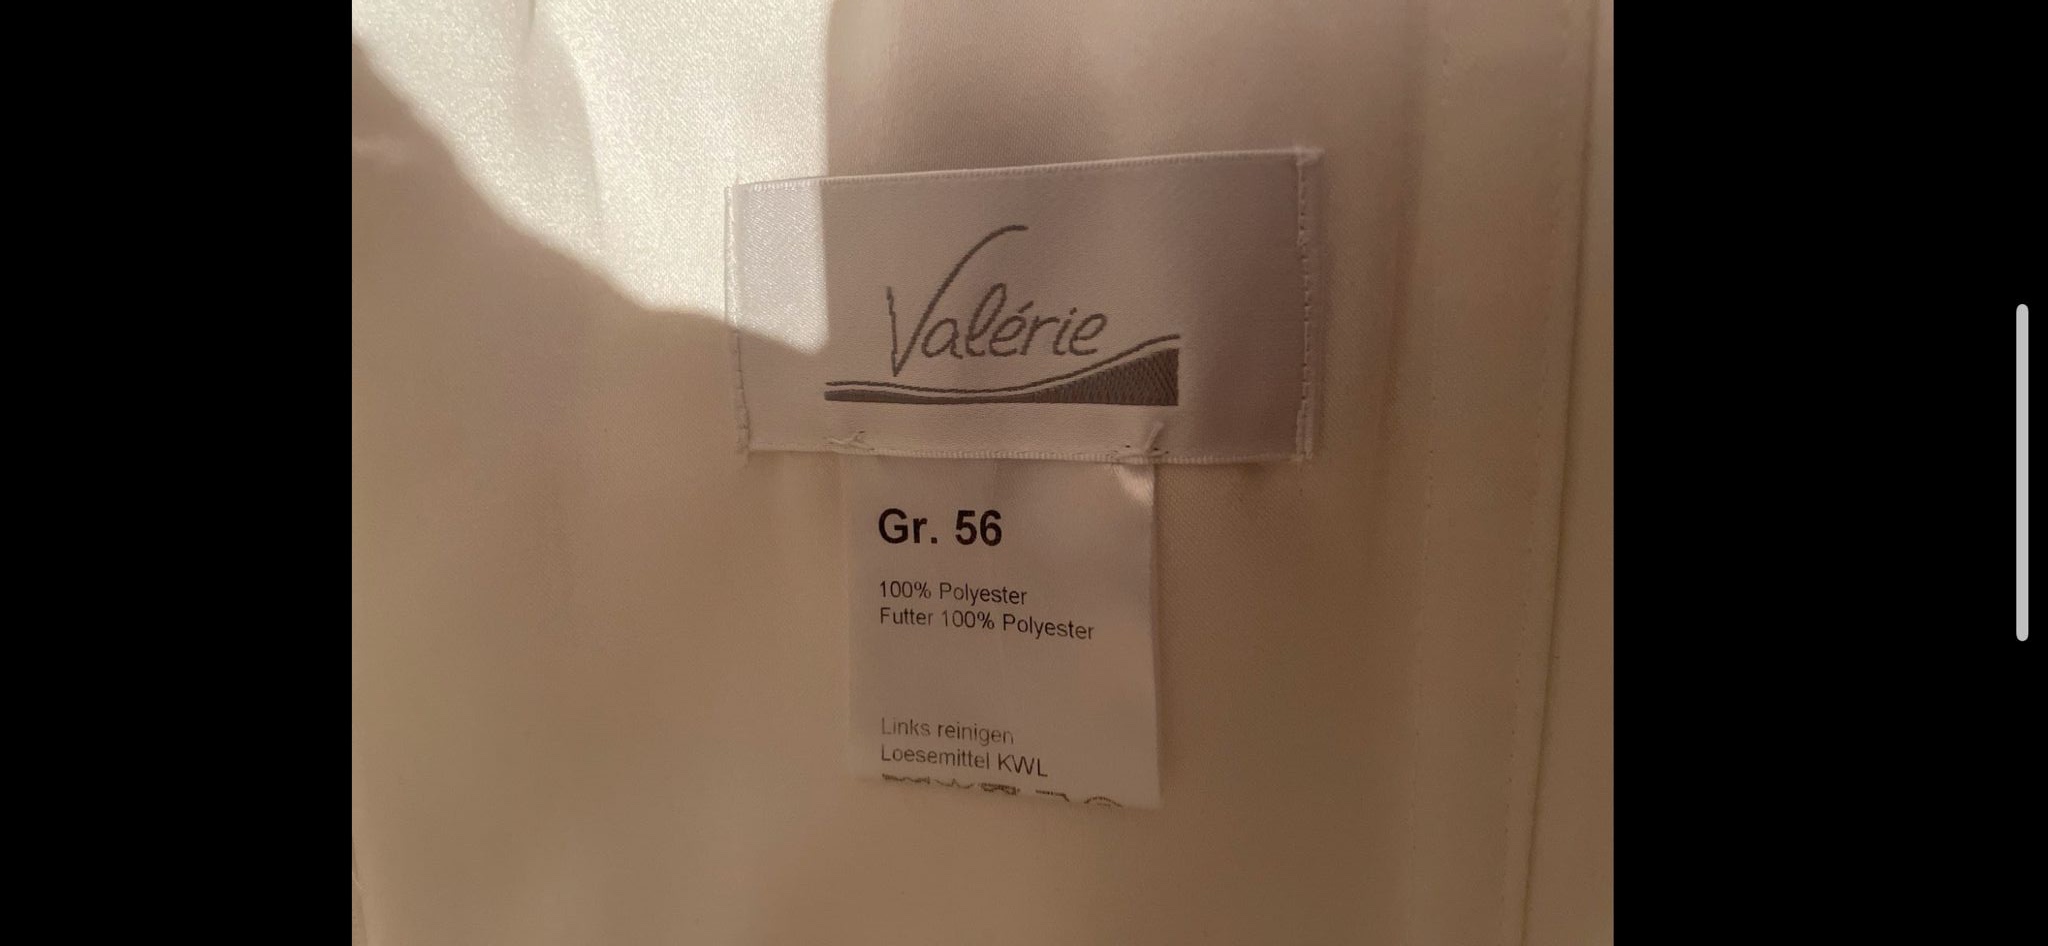 Valérie
Gr. 56
100% Polyester
Futter 100% Polyester
Links reinigen
Loesemittel KWL